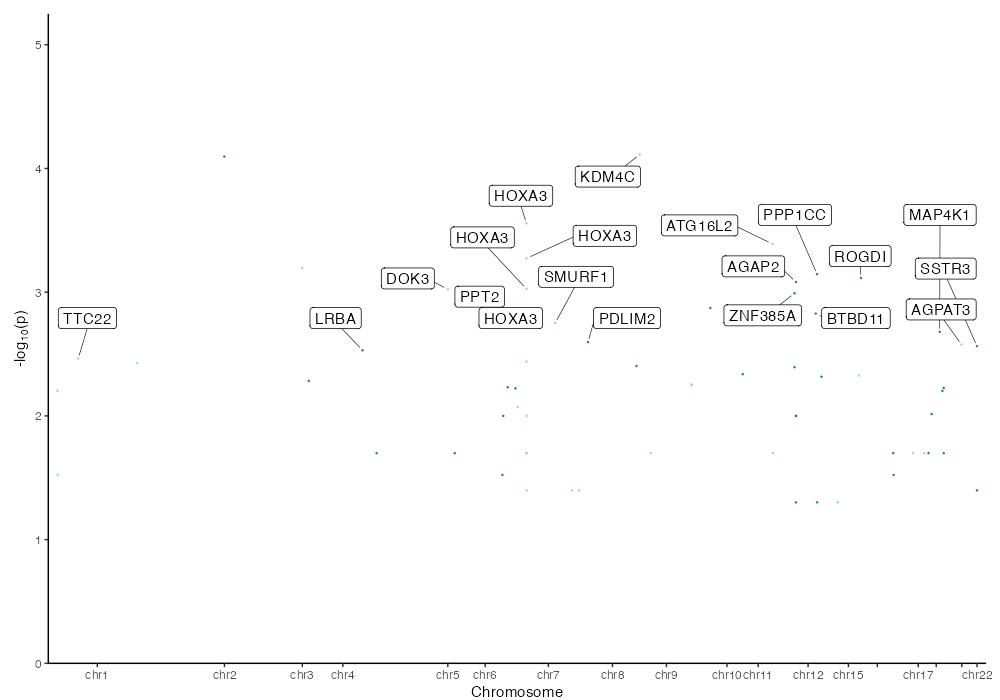 5
4
KDM4C
HOXA3
PPP1CC
MAP4K1
ATG16L2
HOXA3
HOXA3
ROGDI
AGAP2
SSTR3
DOK3
SMURF1
PPT2
3
AGPAT3
TTC22
LRBA
HOXA3
PDLIM2
ZNF385A
BTBD11
-log10(p)
2
1
0
chr1 chr2 chr3 chr4 chr5 chr6 chr7 chr8 chr9 chr10 chr11 chr12 chr15 chr17 chr22
Chromosome